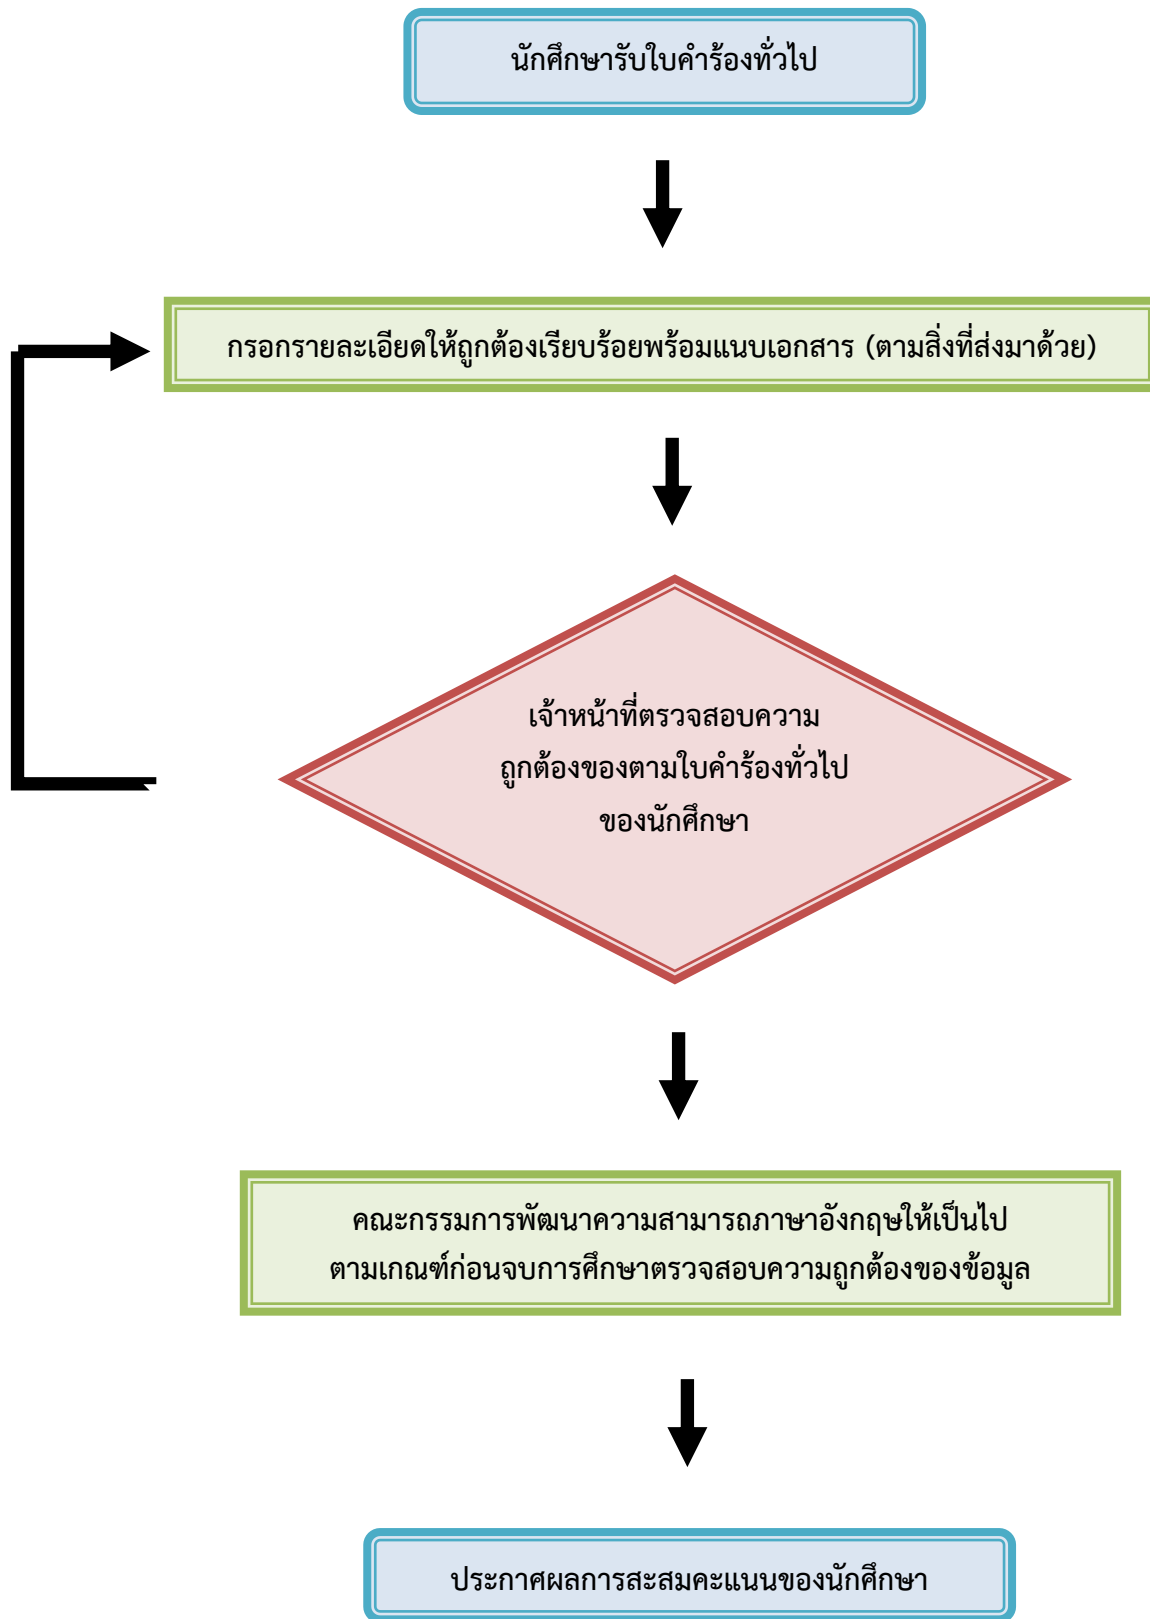 นักศึกษารับใบคำร้องทั่วไป
กรอกรายละเอียดให้ถูกต้องเรียบร้อยพร้อมแนบเอกสาร (ตามสิ่งที่ส่งมาด้วย)
เจ้าหน้าที่ตรวจสอบความ
ถูกต้องของตามใบคำร้องทั่วไป
ของนักศึกษา
คณะกรรมการพัฒนาความสามารถภาษาอังกฤษให้เป็นไป
ตามเกณฑ์ก่อนจบการศึกษาตรวจสอบความถูกต้องของข้อมูล
ประกาศผลการสะสมคะแนนของนักศึกษา